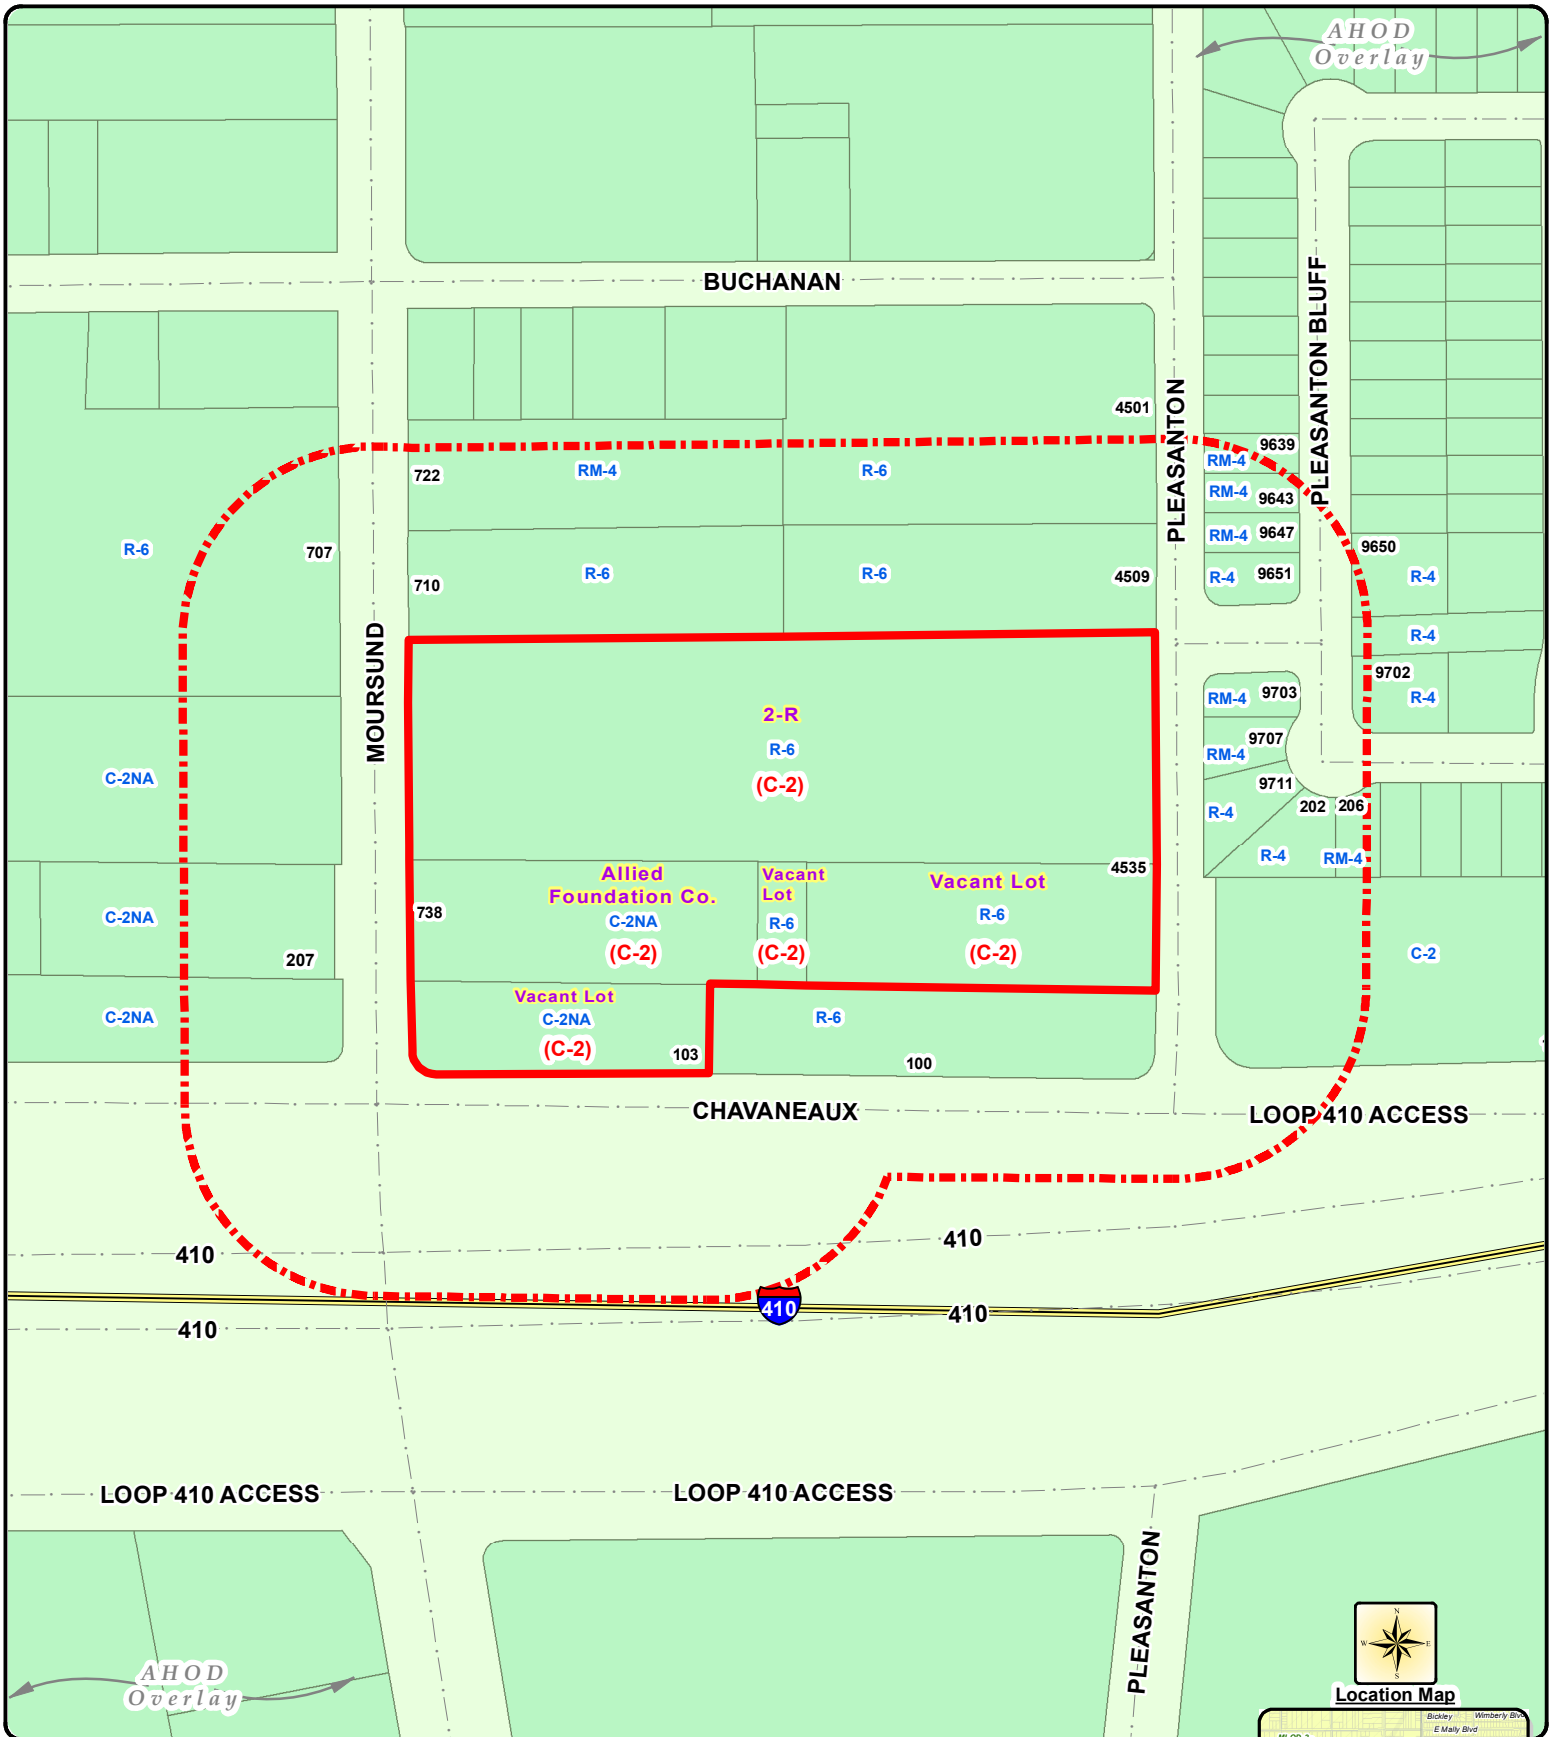 AHOD
Overlay
BUCHANAN
PLEASANTON BLUFF
4501
PLEASANTON
9639
722
RM-4
R-6
RM-4
RM-4
9643
RM-4
9647
R-6
707
9650
710
R-6
R-6
4509
R-4
9651
R-4
MOURSUND
R-4
9702
2-R
RM-4
9703
R-4
R-6
RM-4
9707
C-2NA
(C-2)
9711
R-4
202
206
R-4
RM-4
4535
Allied
Foundation Co.
Vacant
Lot
Vacant Lot
738
C-2NA
R-6
R-6
C-2NA
(C-2)
(C-2)
(C-2)
C-2
207
Vacant Lot
C-2NA
C-2NA
R-6
(C-2)
103
100
CHAVANEAUX
LOOP 410 ACCESS
410
410
410
410
410
LOOP 410 ACCESS
LOOP 410 ACCESS
PLEASANTON
AHOD
Overlay
N
W
E
S
Location Map
Bickley
Wimberly Blvd
E Mally Blvd